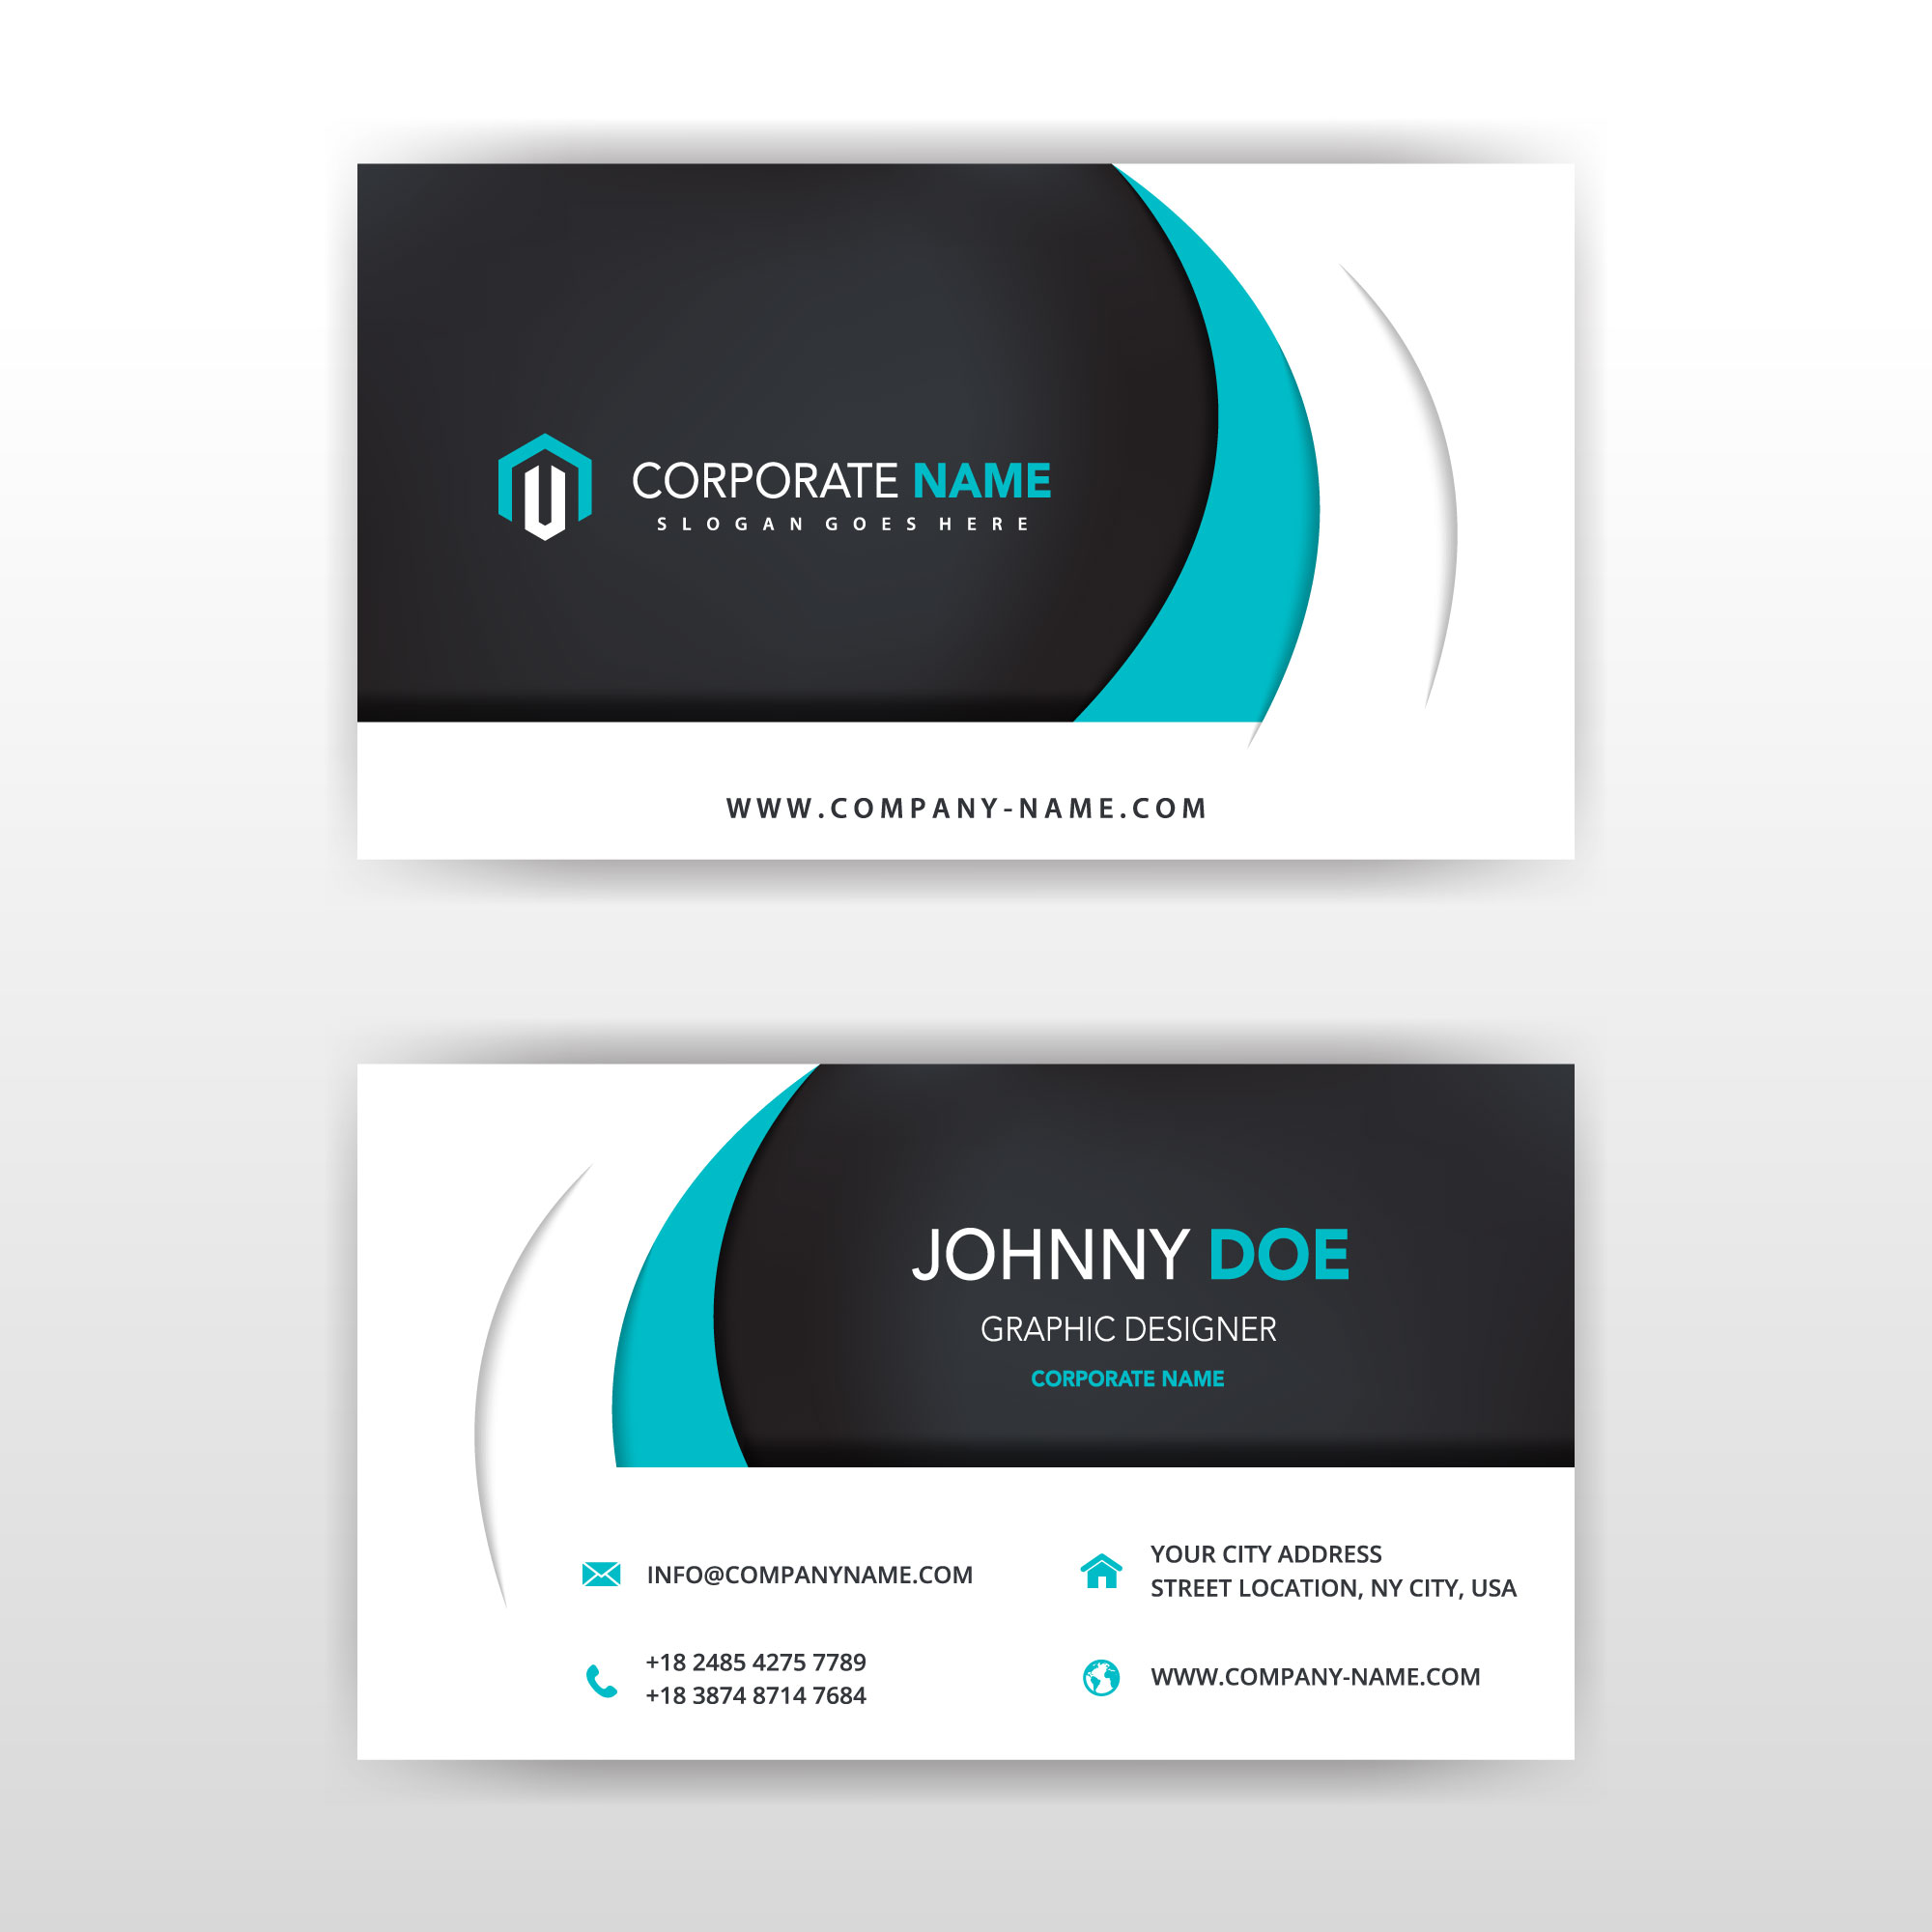 CORPORATE NAME
SLOGAN GOES HERE
WWW.COMPANY-NAME.COM
JOHNNY DOE
GRAPHIC DESIGNER
CORPORATE NAME
INFO@COMPANYNAME.COM
YOUR CITY ADDRESS
STREET LOCATION, NY CITY, USA
+18 2485 4275 7789
+18 3874 8714 7684
WWW.COMPANY-NAME.COM